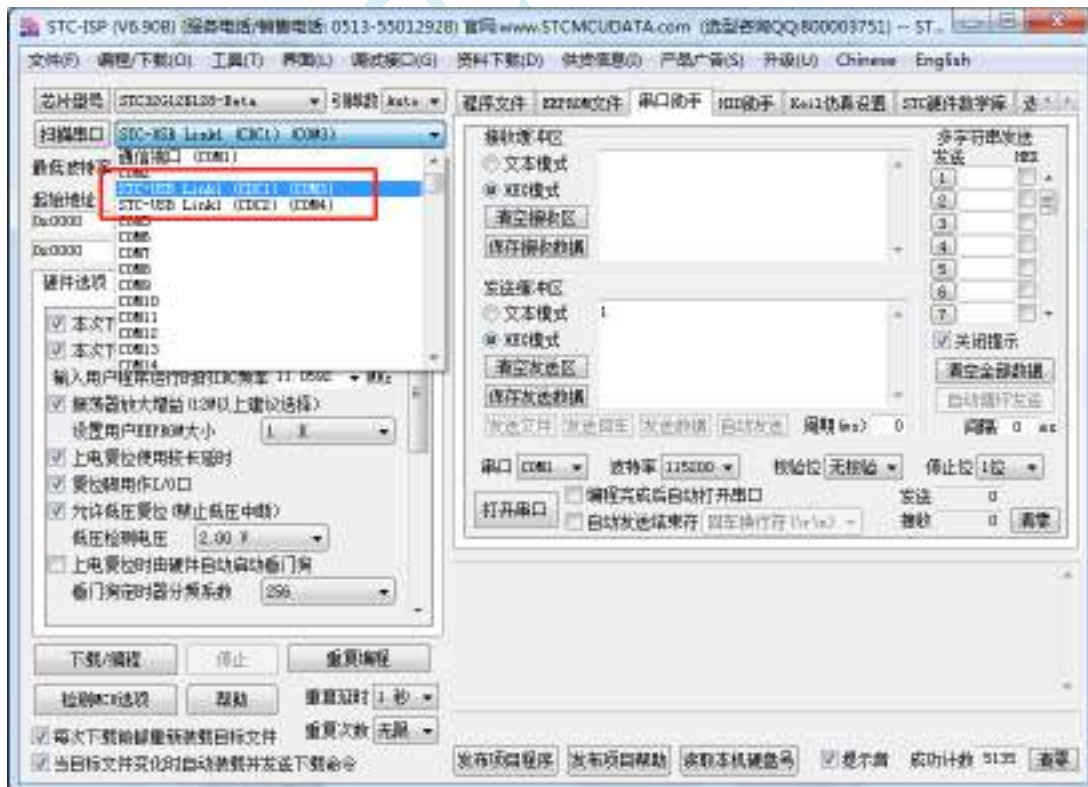 STC-ISP (V6.90B) (服务电话/销售电话: 0513-55012928) 官网:www.STCMCUDATA.com (选型咨询QQ:800003751) -- ST...
文件(F) 编程/下载(O) 工具(T) 界面(L) 调试接口(G) 资料下载(D) 供货信息(I) 产品广告(S) 升级(U) Chinese English
芯片型号 STC32G12K128-Beta 引脚数 Auto
程序文件 EEPROM文件 串口助手 HID助手 Keil仿真设置 STC硬件数学库 选
扫描串口 STC-USB Link1 (CDC1) (COM3)
通信端口 (COM1)
最低波特率 COM2
STC-USB Link1 (CDC1) (COM3)
STC-USB Link1 (CDC2) (COM4)
起始地址
0x0000
0x0000
COM5
COM6
COM7
COM8
COM9
COM10
COM11
COM12
COM13
COM14
硬件选项
本次下
本次下
输入用户程序运行时的IRC频率 11.0592 MHz
振荡器放大增益(12M以上建议选择)
设置用户EEPROM大小 1 K
上电复位使用较长延时
复位脚用作I/O口
允许低压复位(禁止低压中断)
低压检测电压 2.00 V
上电复位时由硬件自动启动看门狗
看门狗定时器分频系数 256
下载/编程 停止 重复编程
检测MCU选项 帮助 重复延时 1 秒
重复次数 无限
每次下载前都重新装载目标文件
当目标文件变化时自动装载并发送下载命令
接收缓冲区
文本模式
HEX模式
清空接收区
保存接收数据
发送缓冲区
文本模式 1
HEX模式
清空发送区
保存发送数据
发送文件 发送回车 发送数据 自动发送 周期(ms) 0
多字符串发送
发送 HEX
1
2
3
4
5
6
7
关闭提示
清空全部数据
自动循环发送
间隔 0 ms
串口 COM1 波特率 115200 校验位 无校验 停止位 1位
打开串口
编程完成后自动打开串口
自动发送结束符 回车换行符(\r\n)
发送 0
接收 0 清零
发布项目程序 发布项目帮助 读取本机硬盘号 提示音 成功计数 5135 清零